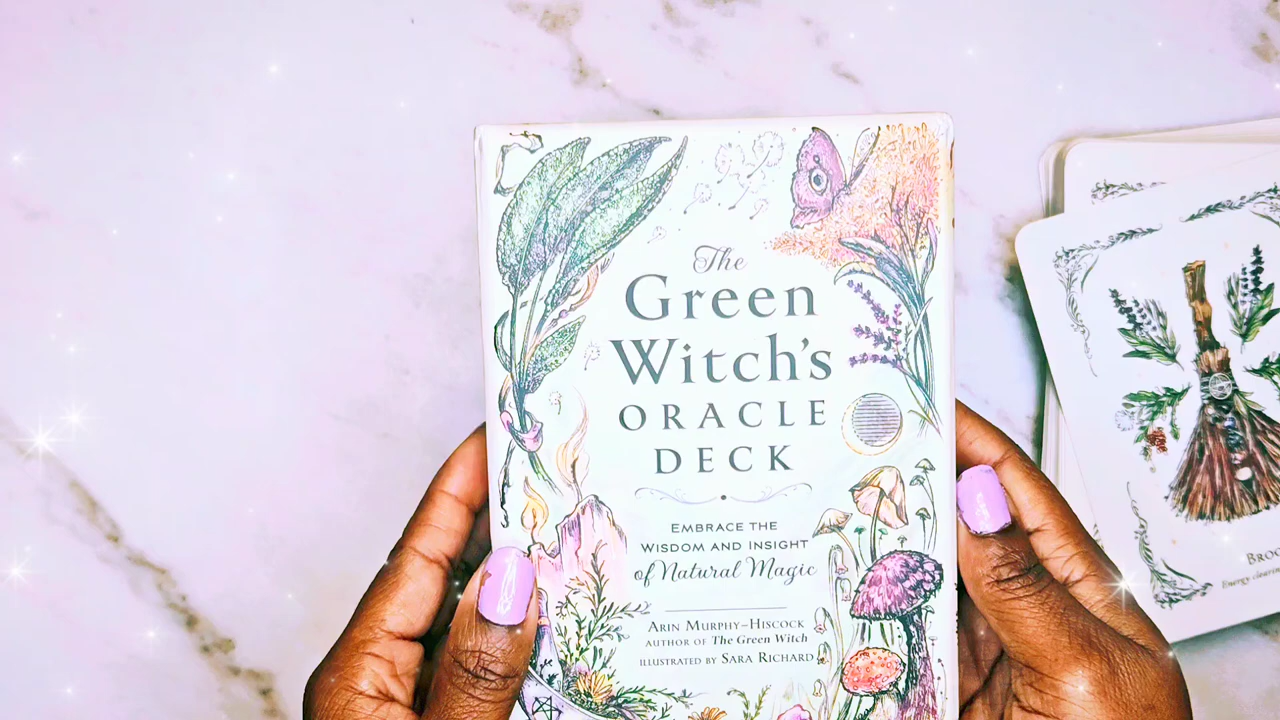 The
Green
Witch's
ORACLE
DECK
EMBRACE THE
WISDOM AND INSIGHT
of Natural Magic
ARIN MURPHY-HISCOCK
AUTHOR OF The Green Witch
ILLUSTRATED BY SARA RICHARD
Energy